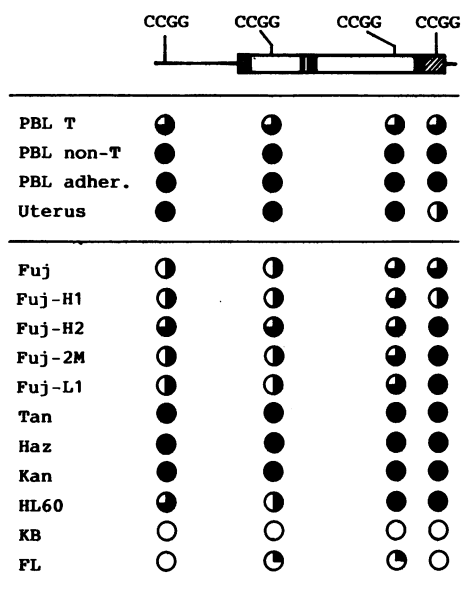 CCGG CCGG CCGG CCGG
PBL T
PBL non-T
PBL adher.
Uterus
Fuj
Fuj-H1
Fuj-H2
Fuj-2M
Fuj-L1
Tan
Haz
Kan
HL60
KB
FL